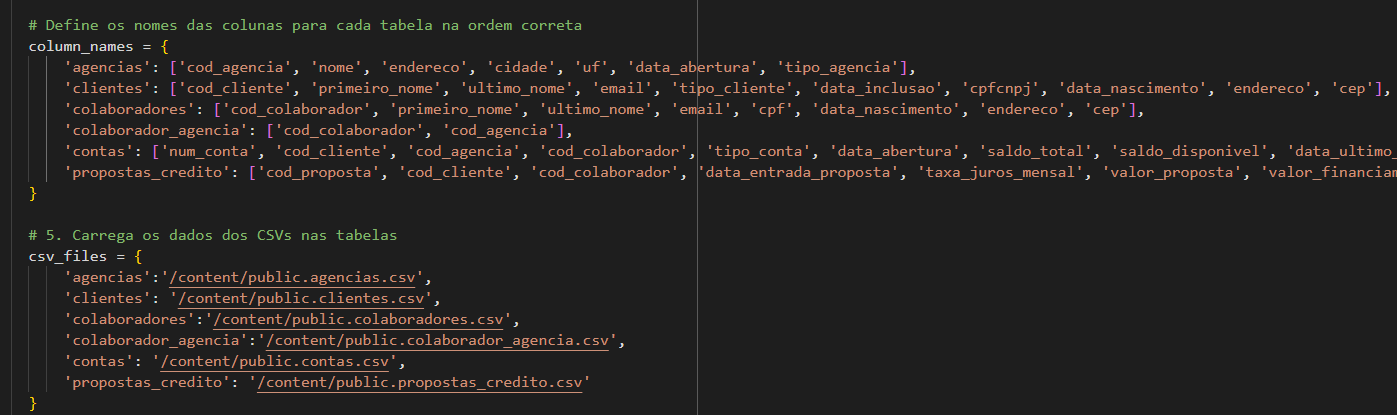 # Define os nomes das colunas para cada tabela na ordem correta
column_names = {
    'agencias': ['cod_agencia', 'nome', 'endereco', 'cidade', 'uf', 'data_abertura', 'tipo_agencia'],
    'clientes': ['cod_cliente', 'primeiro_nome', 'ultimo_nome', 'email', 'tipo_cliente', 'data_inclusao', 'cpfcnpj', 'data_nascimento', 'endereco', 'cep'],
    'colaboradores': ['cod_colaborador', 'primeiro_nome', 'ultimo_nome', 'email', 'cpf', 'data_nascimento', 'endereco', 'cep'],
    'colaborador_agencia': ['cod_colaborador', 'cod_agencia'],
    'contas': ['num_conta', 'cod_cliente', 'cod_agencia', 'cod_colaborador', 'tipo_conta', 'data_abertura', 'saldo_total', 'saldo_disponivel', 'data_ultimo_
    'propostas_credito': ['cod_proposta', 'cod_cliente', 'cod_colaborador', 'data_entrada_proposta', 'taxa_juros_mensal', 'valor_proposta', 'valor_financiam
}
# 5. Carrega os dados dos CSVs nas tabelas
csv_files = {
    'agencias':'/content/public.agencias.csv',
    'clientes': '/content/public.clientes.csv',
    'colaboradores':'/content/public.colaboradores.csv',
    'colaborador_agencia':'/content/public.colaborador_agencia.csv',
    'contas': '/content/public.contas.csv',
    'propostas_credito': '/content/public.propostas_credito.csv'
}